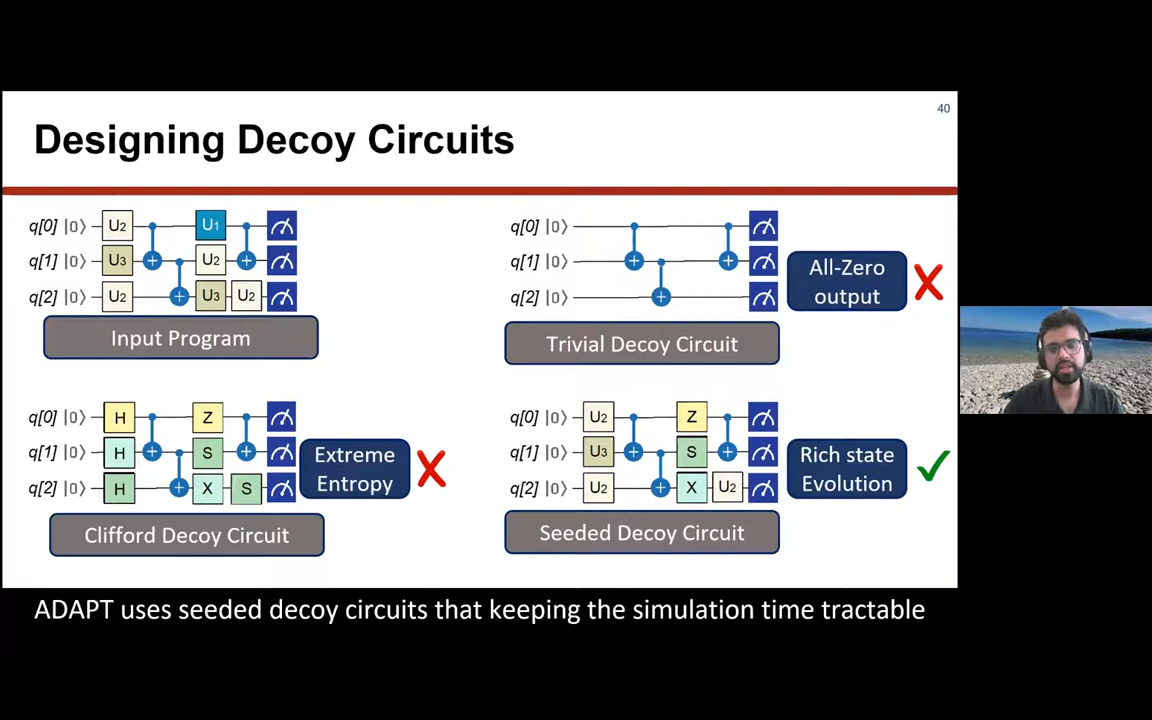 40
Designing Decoy Circuits
q[0] |0⟩ U2 U1
q[1] |0⟩ U3 U2
q[2] |0⟩ U2 U3 U2
Input Program
q[0] |0⟩
q[1] |0⟩
q[2] |0⟩
All-Zero
output
Trivial Decoy Circuit
q[0] |0⟩ H Z
q[1] |0⟩ H S
q[2] |0⟩ H X S
Extreme
Entropy
Clifford Decoy Circuit
q[0] |0⟩ U2 Z
q[1] |0⟩ U3 S
q[2] |0⟩ U2 X U2
Rich state
Evolution
Seeded Decoy Circuit
ADAPT uses seeded decoy circuits that keeping the simulation time tractable